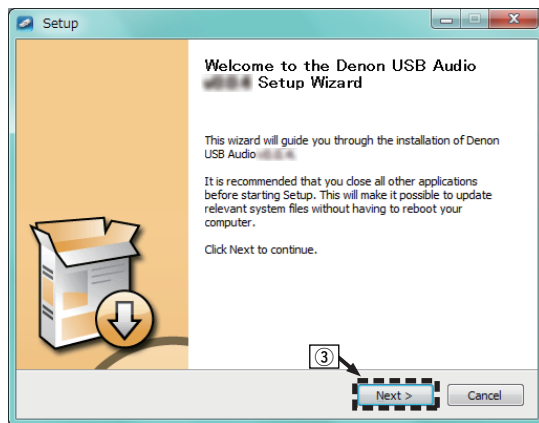 Setup
Welcome to the Denon USB Audio
Setup Wizard
This wizard will guide you through the installation of Denon
USB Audio
It is recommended that you close all other applications
before starting Setup. This will make it possible to update
relevant system files without having to reboot your
computer.
Click Next to continue.
③
Next >
Cancel